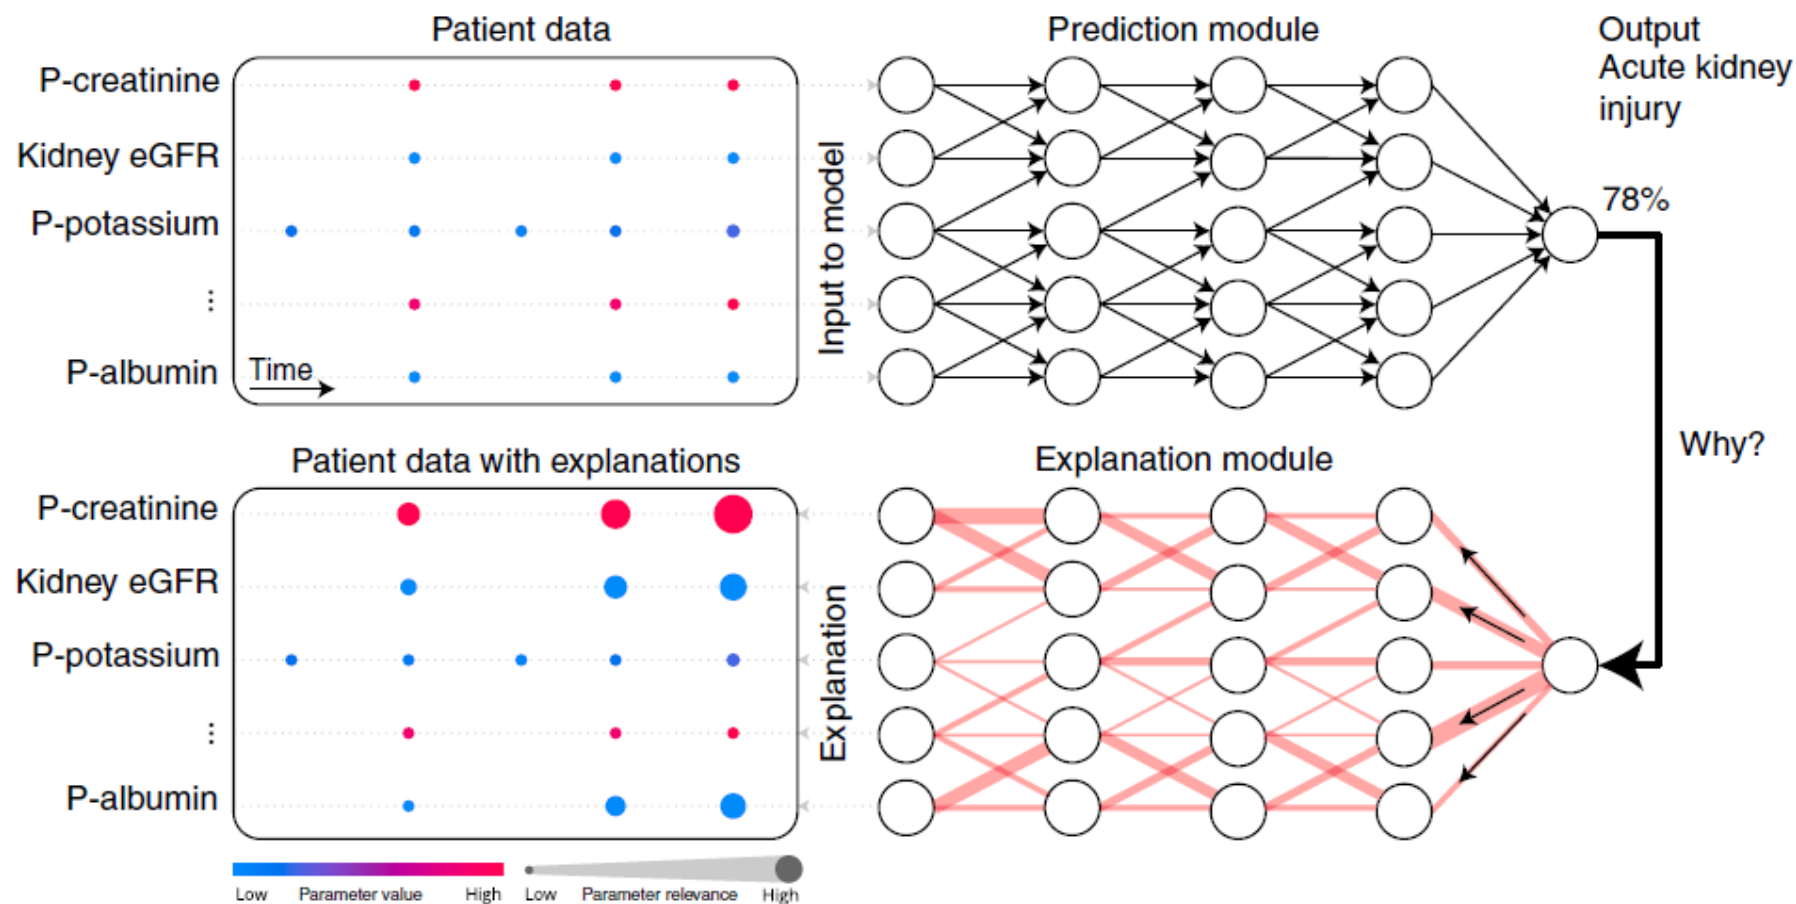 Patient data
Prediction module
Output
Acute kidney
injury
P-creatinine
Kidney eGFR
P-potassium
⋮
P-albumin
Time
Input to model
78%
Why?
Patient data with explanations
Explanation module
P-creatinine
Kidney eGFR
P-potassium
⋮
P-albumin
Explanation
Low Parameter value High
Low Parameter relevance High